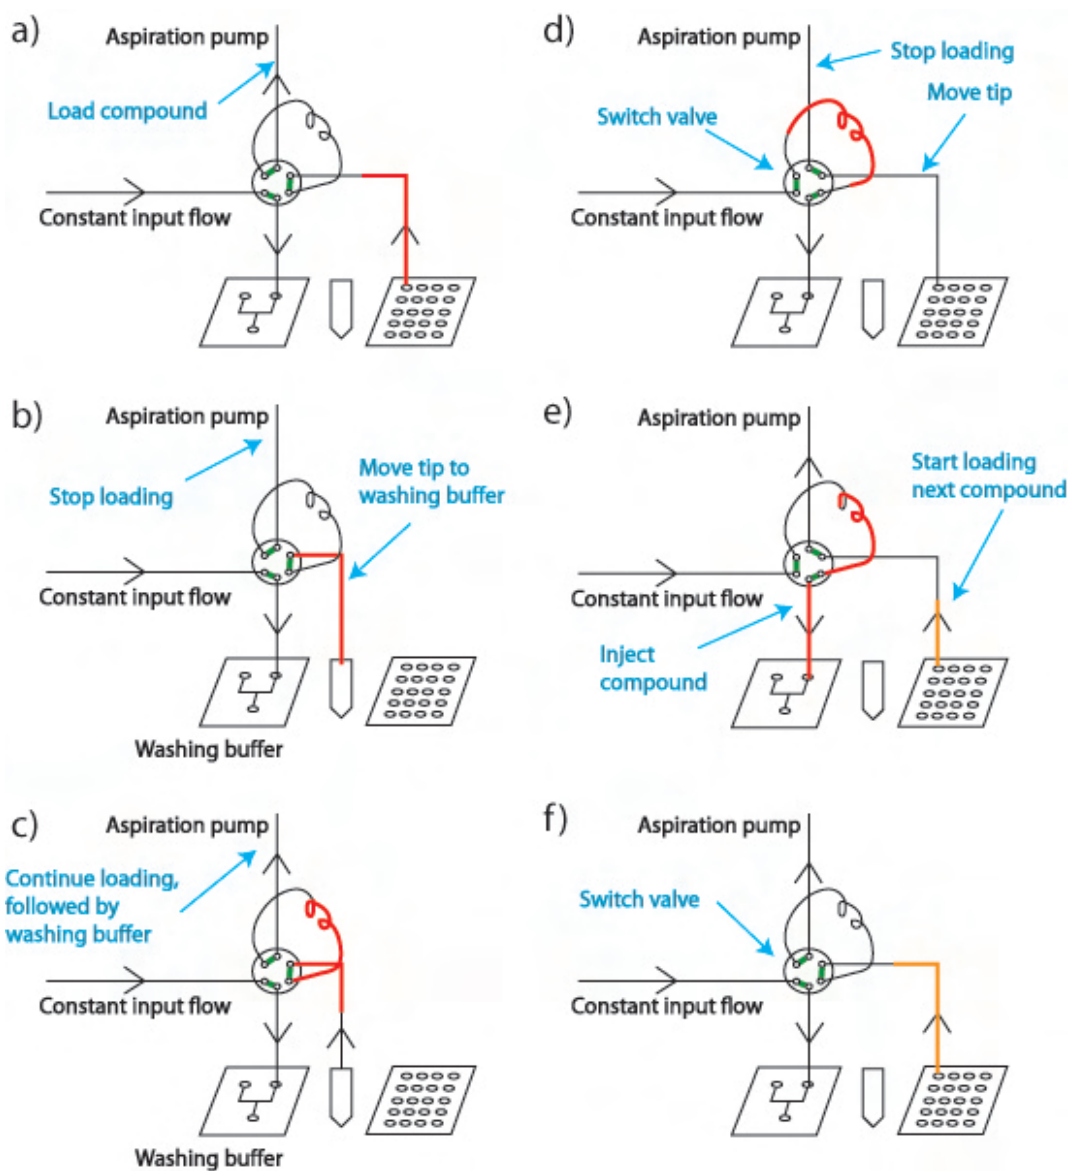 a)
Aspiration pump
Load compound
Constant input flow
b)
Aspiration pump
Stop loading
Move tip to
washing buffer
Constant input flow
Washing buffer
c)
Aspiration pump
Continue loading,
followed by
washing buffer
Constant input flow
Washing buffer
d)
Aspiration pump
Stop loading
Move tip
Switch valve
Constant input flow
e)
Aspiration pump
Start loading
next compound
Constant input flow
Inject
compound
f)
Aspiration pump
Switch valve
Constant input flow